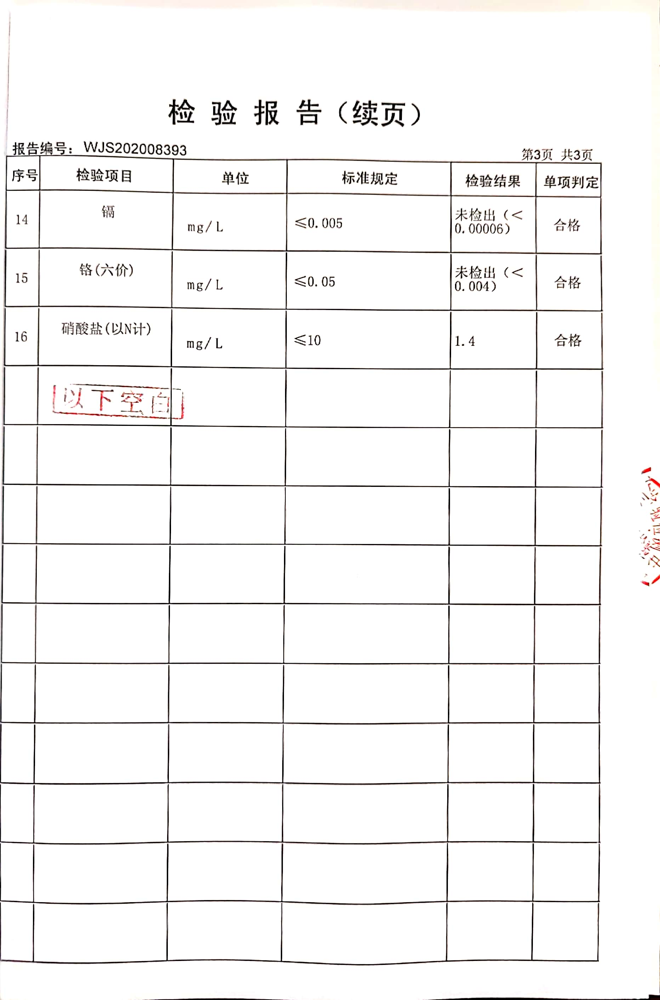 检验报告（续页）
报告编号： WJS202008393
第3页 共3页
序号 检验项目 单位 标准规定 检验结果 单项判定
14 镉 mg/L ≤0.005 未检出（＜
0.00006） 合格
15 铬(六价) mg/L ≤0.05 未检出（＜
0.004） 合格
16 硝酸盐(以N计) mg/L ≤10 1.4 合格
以下空白